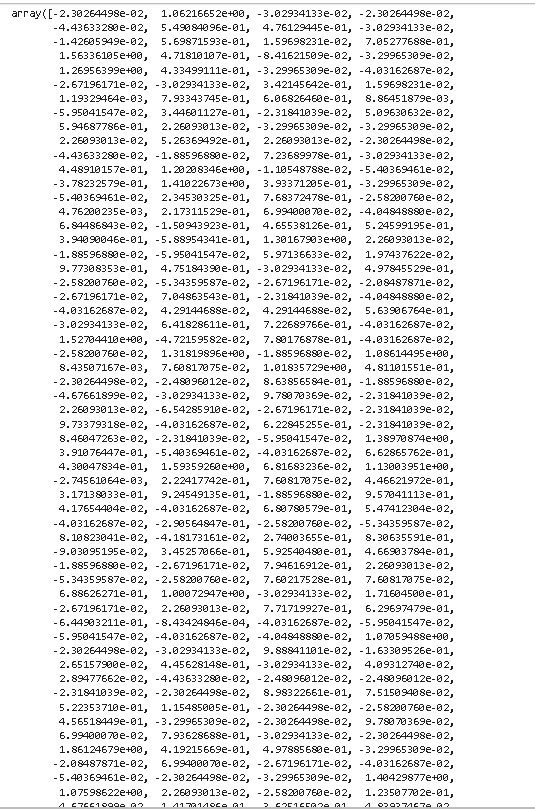 array([-2.30264498e-02, 1.06216652e+00, -3.02934133e-02, -2.30264498e-02,
-4.43633280e-02, 5.49084096e-01, 4.76129445e-01, -3.02934133e-02,
-1.42605949e-02, 5.69871593e-01, 1.59698231e-02, 7.05277688e-01,
1.56336105e+00, 4.71810107e-01, -8.41621509e-02, -3.29965309e-02,
1.26956399e+00, 4.33499111e-01, -3.29965309e-02, -4.03162687e-02,
-2.67196171e-02, -3.02934133e-02, 3.42145642e-01, 1.59698231e-02,
1.19329464e-03, 7.93343745e-01, 6.06826460e-01, 8.86451879e-03,
-5.95041547e-02, 3.44601127e-01, -2.31841039e-02, 5.09630632e-02,
5.94687786e-01, 2.26093013e-02, -3.29965309e-02, -3.29965309e-02,
2.26093013e-02, 5.26369492e-01, 2.26093013e-02, -2.30264498e-02,
-4.43633280e-02, -1.88596880e-02, 7.23689978e-01, -3.02934133e-02,
4.48910157e-01, 1.20208346e+00, -1.10548788e-02, -5.40369461e-02,
-3.78232579e-01, 1.41022673e+00, 3.93371205e-01, -3.29965309e-02,
-5.40369461e-02, 2.34530325e-01, 7.68372478e-01, -2.58200760e-02,
4.76200235e-03, 2.17311529e-01, 6.99400070e-02, -4.04848880e-02,
6.84486843e-02, -1.50943923e-01, 4.65538126e-01, 5.24599195e-01,
3.94090046e-01, -5.88954341e-01, 1.30167903e+00, 2.26093013e-02,
-1.88596880e-02, -5.95041547e-02, 5.97136633e-01, 1.97437622e-02,
9.77308353e-01, 4.75184390e-01, -3.02934133e-02, 4.97845529e-01,
-2.58200760e-02, -5.34359587e-02, -2.67196171e-02, -2.08487871e-02,
-2.67196171e-02, 7.04863543e-01, -2.31841039e-02, -4.04848880e-02,
-4.03162687e-02, 4.29144688e-02, 4.29144688e-02, 5.63906764e-01,
-3.02934133e-02, 6.41828611e-01, 7.22689766e-01, -4.03162687e-02,
1.52704410e+00, -4.72159582e-02, 7.80176878e-01, -4.03162687e-02,
-2.58200760e-02, 1.31819896e+00, -1.88596880e-02, 1.08614495e+00,
8.43507167e-03, 7.60817075e-02, 1.01835729e+00, 4.81101551e-01,
-2.30264498e-02, -2.48096012e-02, 8.63856584e-01, -1.88596880e-02,
-4.67661899e-02, -3.02934133e-02, 9.78070369e-02, -2.31841039e-02,
2.26093013e-02, -6.54285910e-02, -2.67196171e-02, -2.31841039e-02,
9.73379318e-02, -4.03162687e-02, 6.22845255e-01, -2.31841039e-02,
8.46047263e-02, -2.31841039e-02, -5.95041547e-02, 1.38970874e+00,
3.91076447e-01, -5.40369461e-02, -4.03162687e-02, 6.62865762e-01,
4.30047834e-01, 1.59359260e+00, 6.81683236e-02, 1.13003951e+00,
-2.74561064e-03, 2.22417742e-01, 7.60817075e-02, 4.46621972e-01,
3.17138033e-01, 9.24549135e-01, -1.88596880e-02, 9.57041113e-01,
4.17654404e-02, -4.03162687e-02, 6.80780579e-01, 5.47412304e-02,
-4.03162687e-02, -2.90564847e-02, -2.58200760e-02, -5.34359587e-02,
8.10823041e-02, -4.18173161e-02, 2.74003655e-01, 8.30635591e-01,
-9.03095195e-02, 3.45257066e-01, 5.92540480e-01, 4.66903784e-01,
-1.88596880e-02, -2.67196171e-02, 7.94616912e-02, 2.26093013e-02,
-5.34359587e-02, -2.58200760e-02, 7.60217528e-01, 7.60817075e-02,
6.88626271e-01, 1.00072947e+00, -3.02934133e-02, 1.71604500e-01,
-2.67196171e-02, 2.26093013e-02, 7.71719927e-01, 6.29697479e-01,
-6.44903211e-01, -8.43424846e-04, -4.03162687e-02, -5.95041547e-02,
-5.95041547e-02, -4.03162687e-02, -4.04848880e-02, 1.07059488e+00,
-2.30264498e-02, -3.02934133e-02, 9.88841101e-02, -1.63309526e-01,
2.65157900e-02, 4.45628148e-01, -3.02934133e-02, 4.09312740e-02,
2.89477662e-02, -4.43633280e-02, -2.48096012e-02, -2.48096012e-02,
-2.31841039e-02, -2.30264498e-02, 8.98322661e-01, 7.51509408e-02,
5.22353710e-01, 1.15485005e-01, -2.30264498e-02, -2.58200760e-02,
4.56518449e-01, -3.29965309e-02, -2.30264498e-02, 9.78070369e-02,
6.99400070e-02, 7.93628688e-01, -3.02934133e-02, -2.30264498e-02,
1.86124679e+00, 4.19215669e-01, 4.97885680e-01, -3.29965309e-02,
-2.08487871e-02, 6.99400070e-02, -2.67196171e-02, -4.03162687e-02,
-5.40369461e-02, -2.30264498e-02, -3.29965309e-02, 1.40429877e+00,
1.07598622e+00, 2.26093013e-02, -2.58200760e-02, 1.23507702e-01,